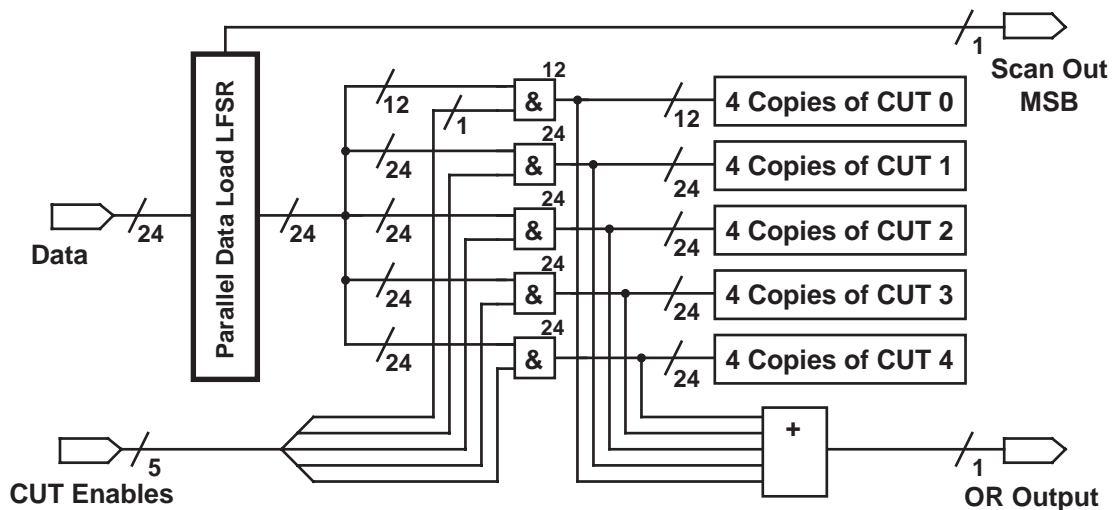 1
Scan Out
MSB
Parallel Data Load LFSR
12
12
&
1
12
4 Copies of CUT 0
24
24
&
24
4 Copies of CUT 1
Data
24
24
24
24
&
24
4 Copies of CUT 2
24
24
&
24
4 Copies of CUT 3
24
24
&
24
4 Copies of CUT 4
CUT Enables
5
+
1
OR Output